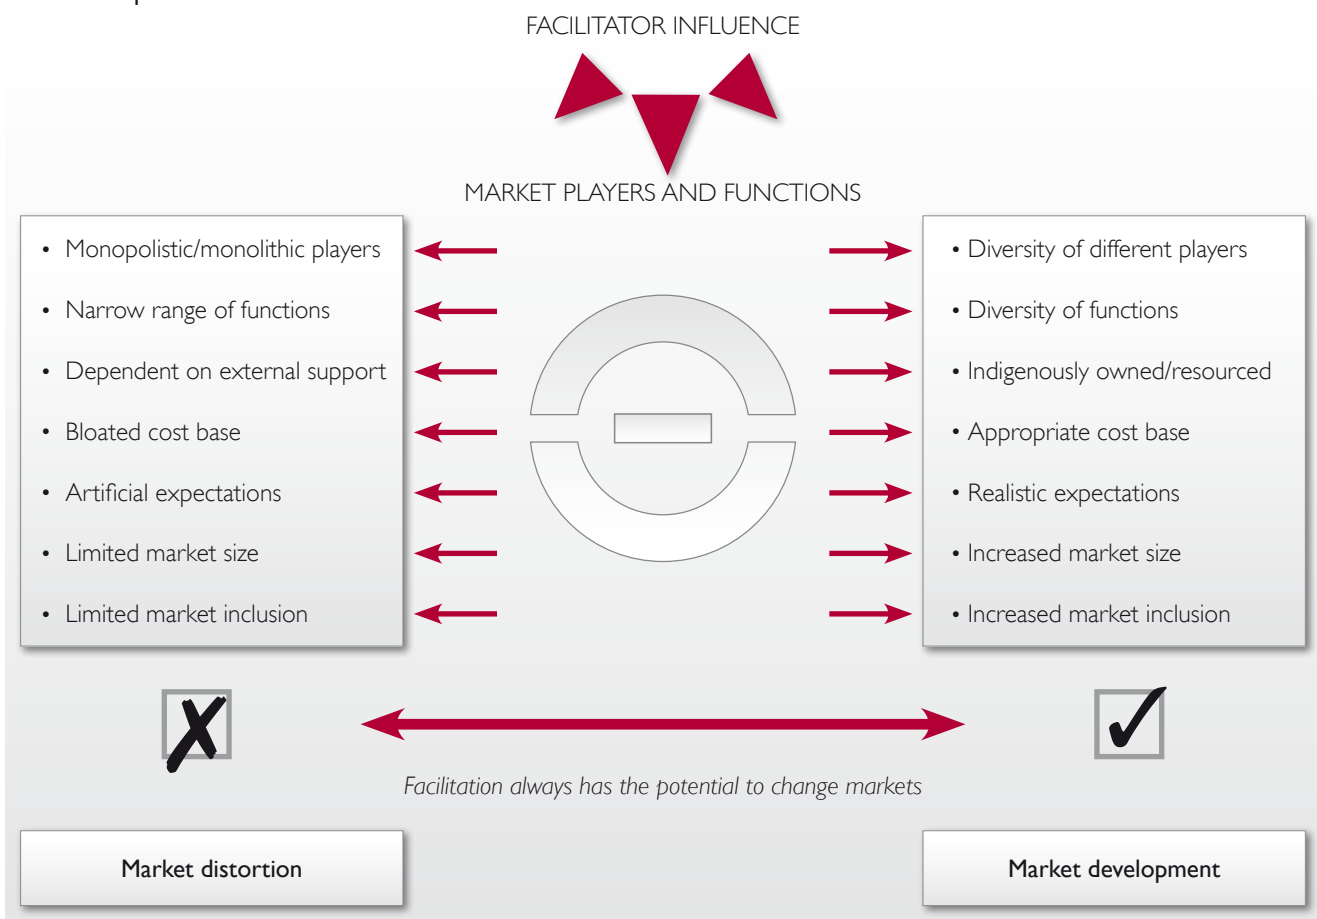 FACILITATOR INFLUENCE
MARKET PLAYERS AND FUNCTIONS
• Monopolistic/monolithic players
• Narrow range of functions
• Dependent on external support
• Bloated cost base
• Artificial expectations
• Limited market size
• Limited market inclusion
• Diversity of different players
• Diversity of functions
• Indigenously owned/resourced
• Appropriate cost base
• Realistic expectations
• Increased market size
• Increased market inclusion
Facilitation always has the potential to change markets
Market distortion
Market development